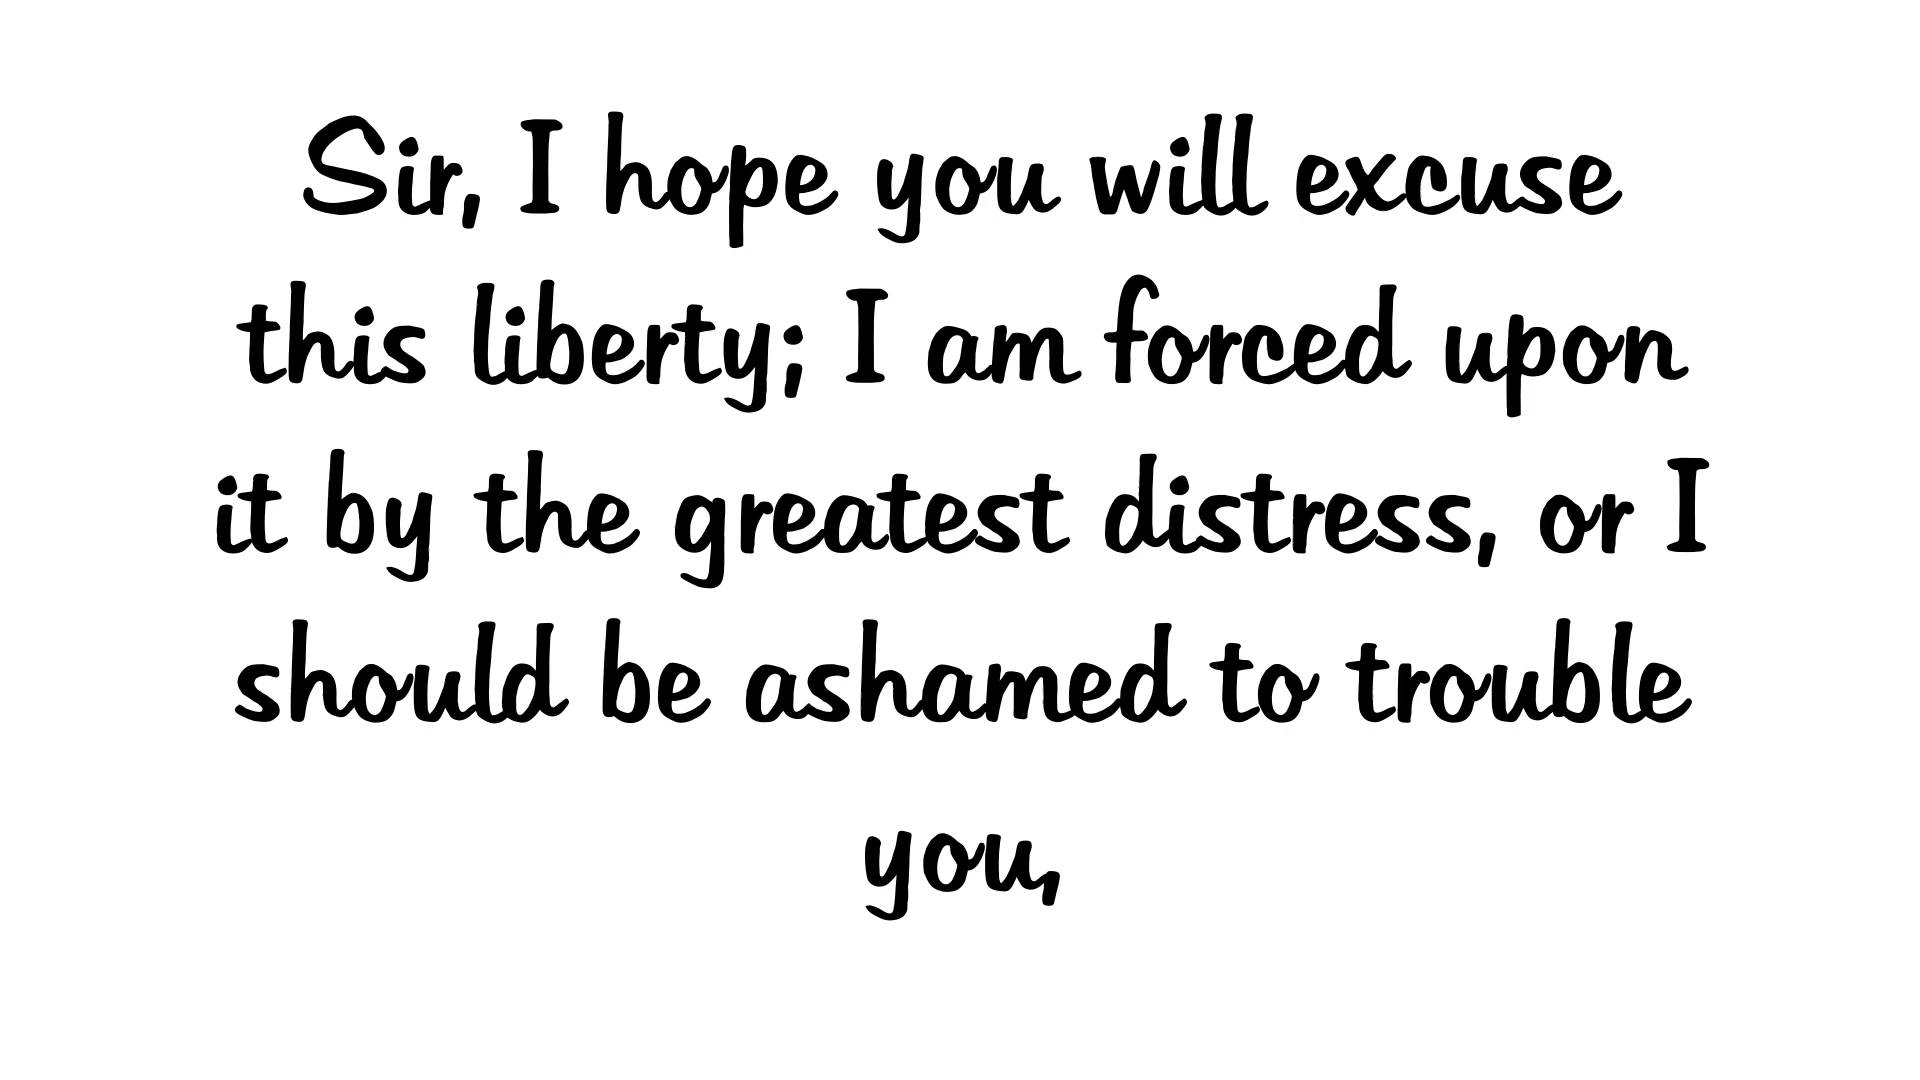 Sir, I hope you will excuse
this liberty; I am forced upon
it by the greatest distress, or I
should be ashamed to trouble
you,